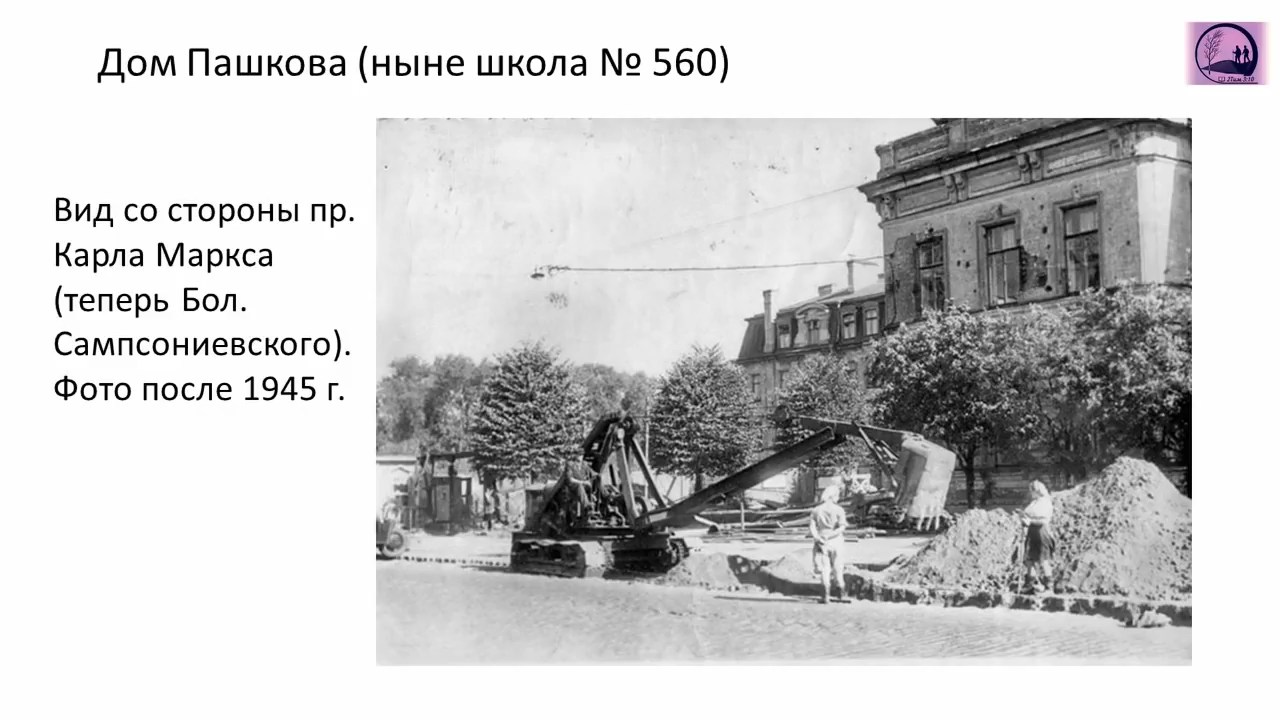 Дом Пашкова (ныне школа № 560)
Вид со стороны пр.
Карла Маркса
(теперь Бол.
Сампсониевского).
Фото после 1945 г.